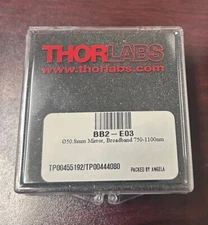 THORLABS
www.thorlabs.com
BB2-E03
Ø50.8mm Mirror, Broadband 750-1100nm
TP00455192/TP00444080
PACKED BY ANGELA